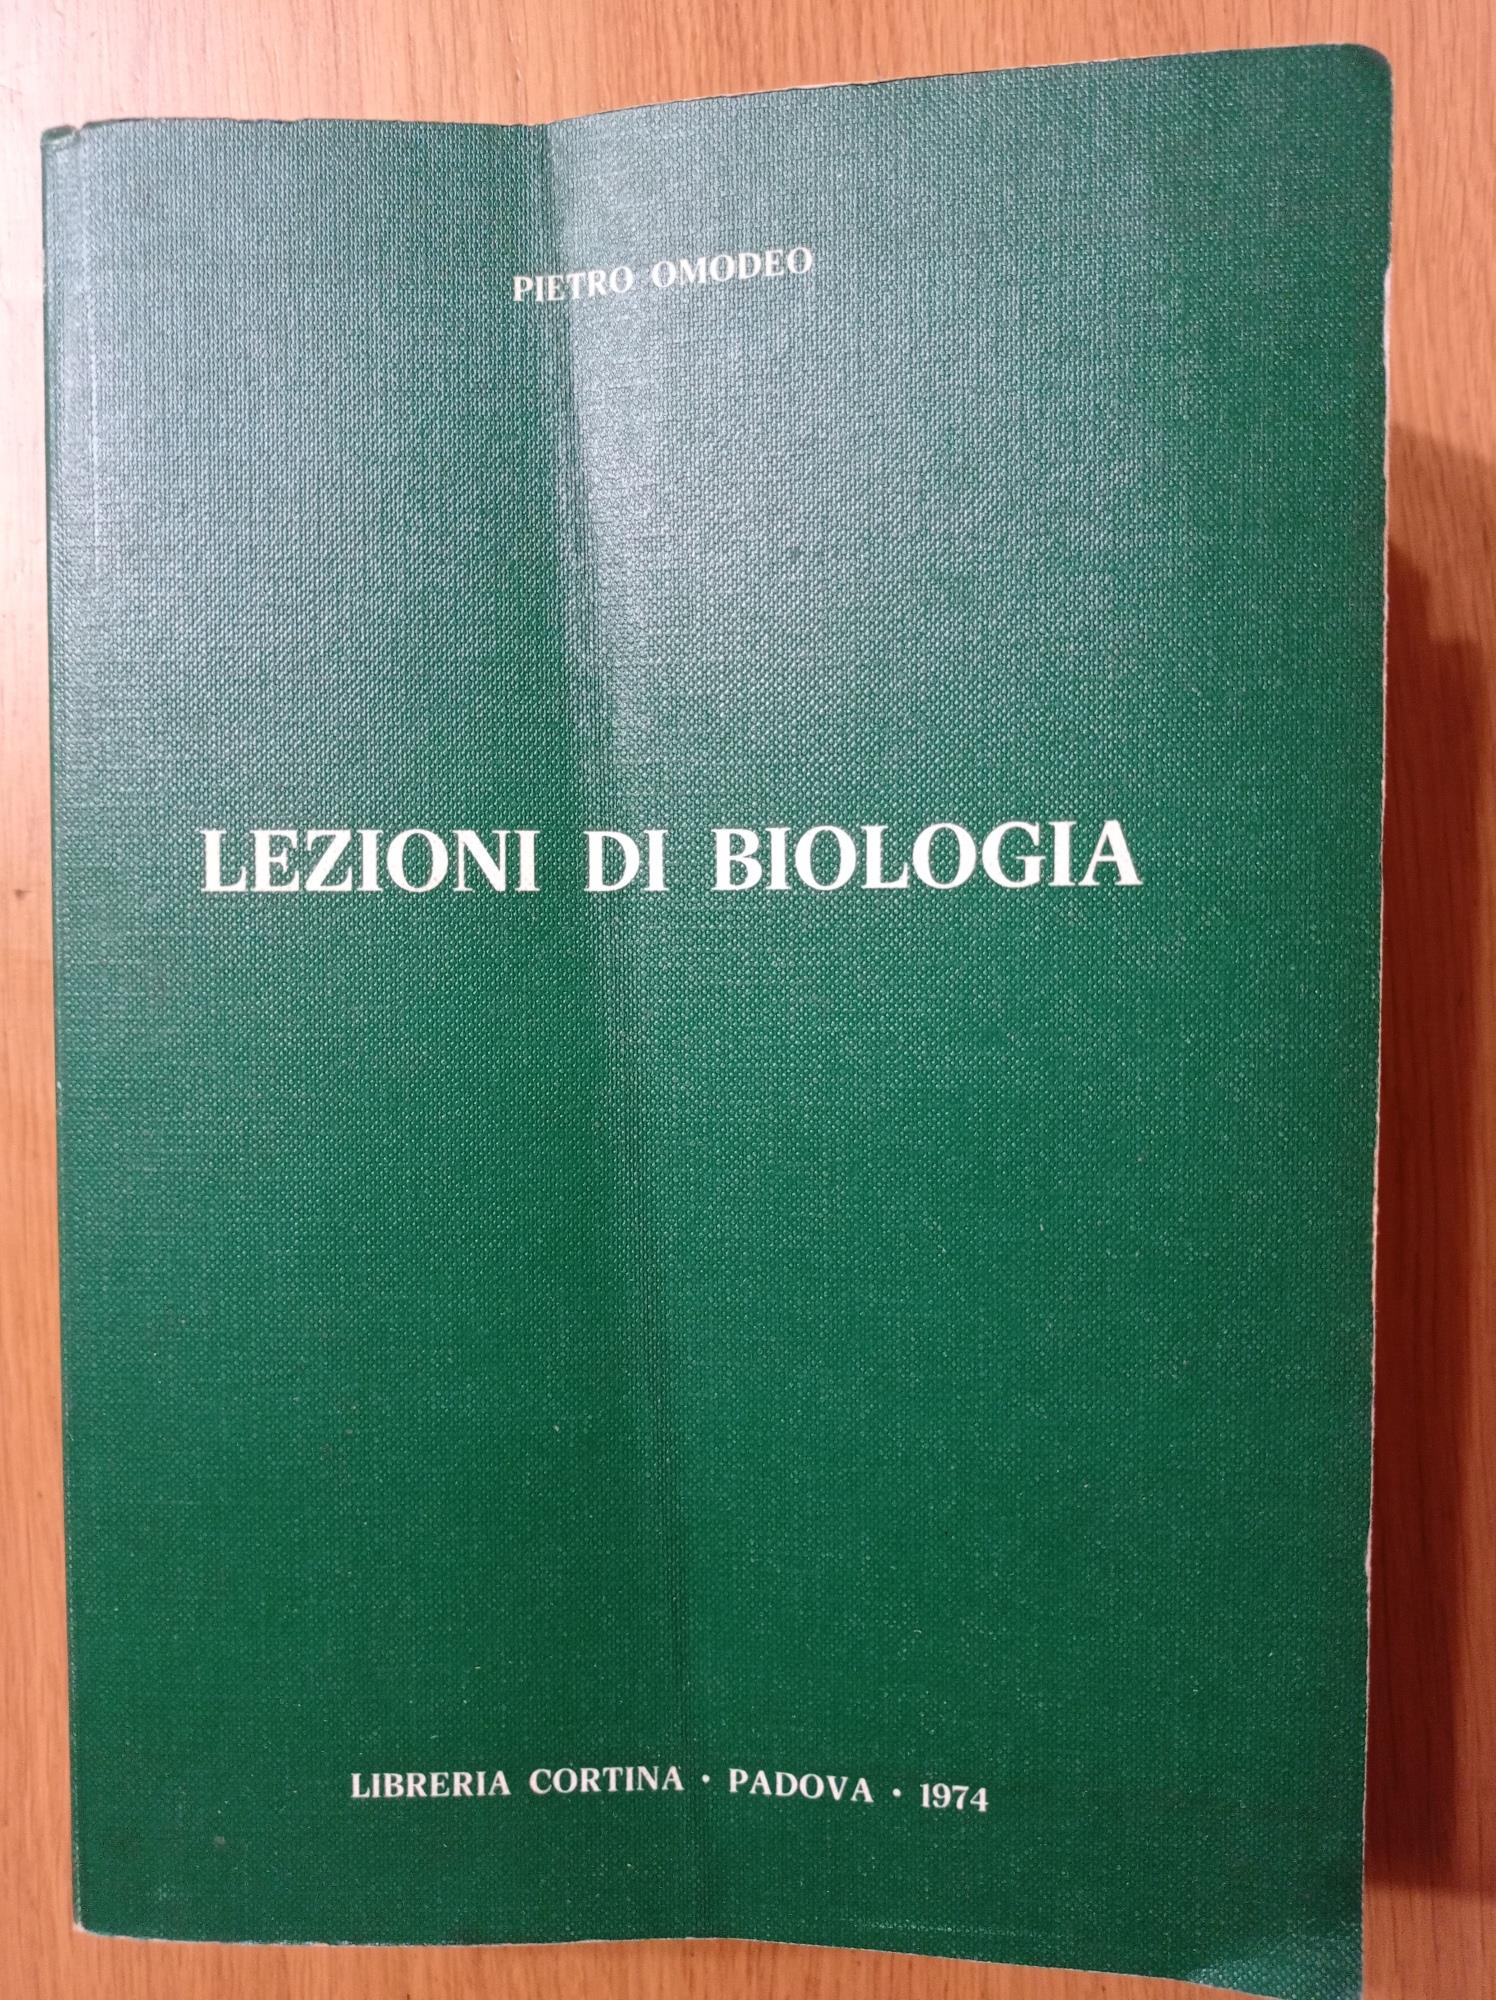 PIETRO OMODEO
LEZIONI DI BIOLOGIA
LIBRERIA CORTINA • PADOVA • 1974